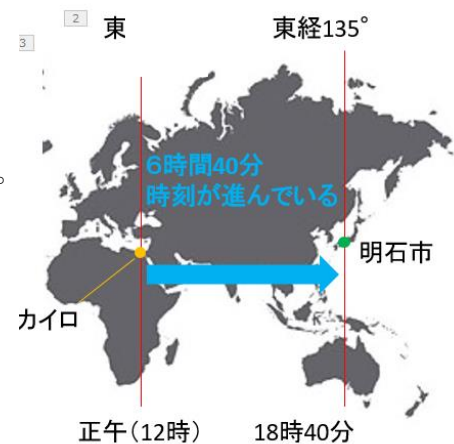 2
3
東
東経135°
。
6時間40分
時刻が進んでいる
明石市
カイロ
正午（12時）
18時40分